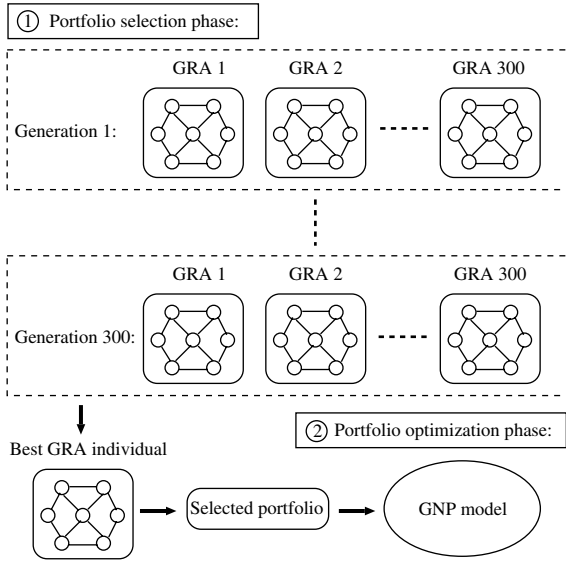 ① Portfolio selection phase:
GRA 1 GRA 2 GRA 300
Generation 1:
GRA 1 GRA 2 GRA 300
Generation 300:
② Portfolio optimization phase:
Best GRA individual
Selected portfolio GNP model